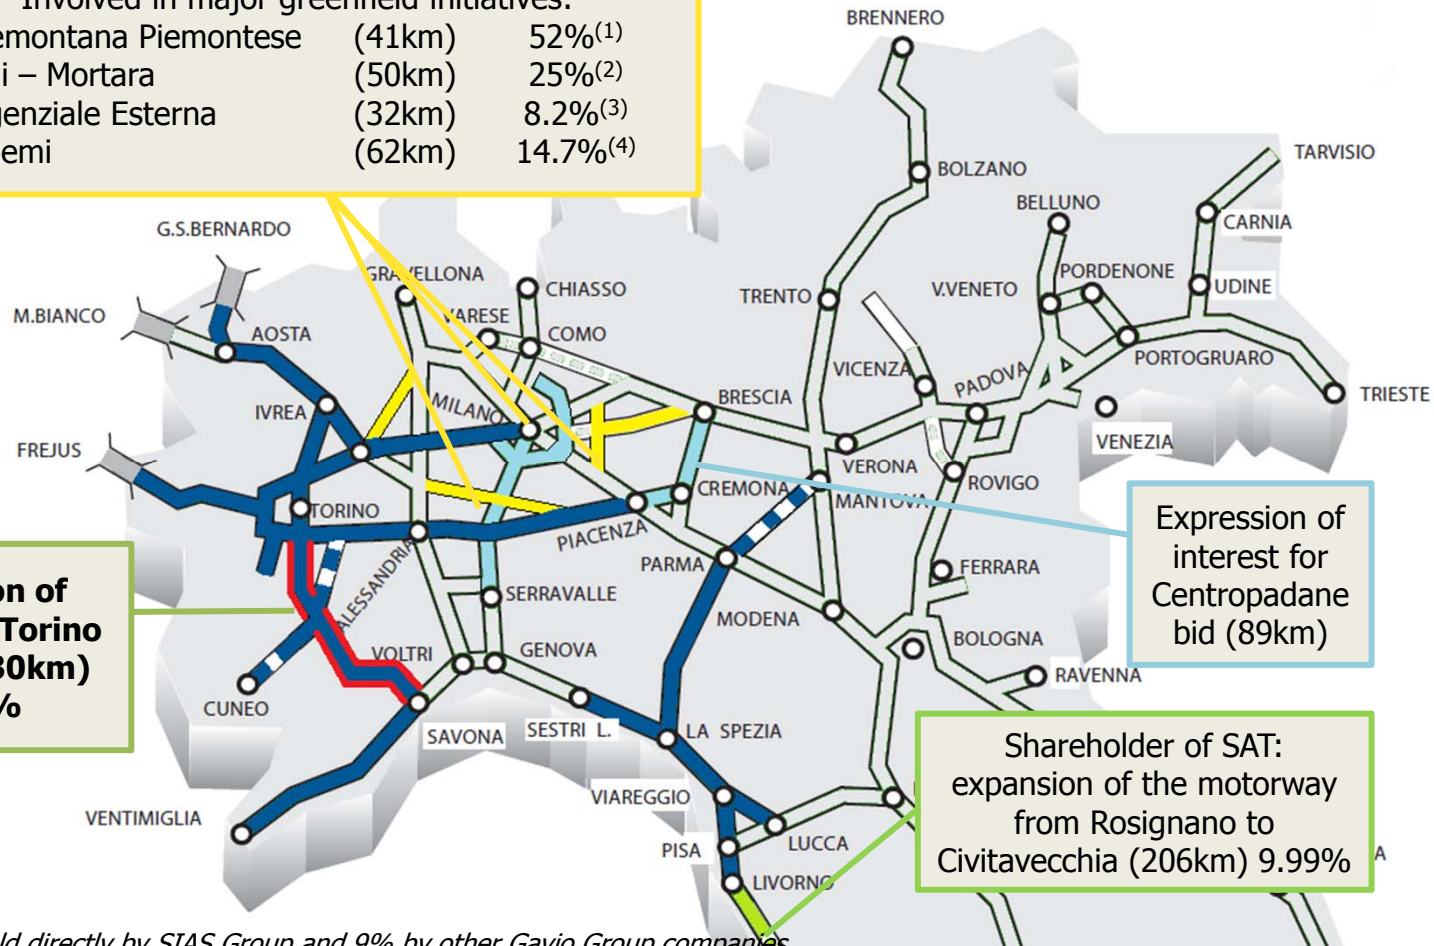 Involved in major greenfield initiatives:
emontana Piemontese (41km) 52%(1)
i – Mortara (50km) 25%(2)
genziale Esterna (32km) 8.2%(3)
emi (62km) 14.7%(4)
BRENNERO
TARVISIO
BOLZANO
BELLUNO
CARNIA
G.S.BERNARDO
GRAVELLONA
CHIASSO
TRENTO
V.VENETO
PORDENONE
UDINE
M.BIANCO
AOSTA
VARESE
COMO
PORTOGRUARO
VICENZA
PADOVA
TRIESTE
IVREA
MILANO
BRESCIA
VENEZIA
FREJUS
VERONA
ROVIGO
CREMONA
MANTOVA
TORINO
PIACENZA
Expression of
interest for
Centropadane
bid (89km)
ALESSANDRIA
PARMA
FERRARA
SERRAVALLE
MODENA
on of
Torino
30km)
%
VOLTRI
GENOVA
BOLOGNA
RAVENNA
CUNEO
SAVONA
SESTRI L.
LA SPEZIA
Shareholder of SAT:
expansion of the motorway
from Rosignano to
Civitavecchia (206km) 9.99%
VIAREGGIO
VENTIMIGLIA
PISA
LUCCA
A
LIVORNO
ld directly by SIAS Group and 9% by other Gavio Group companies